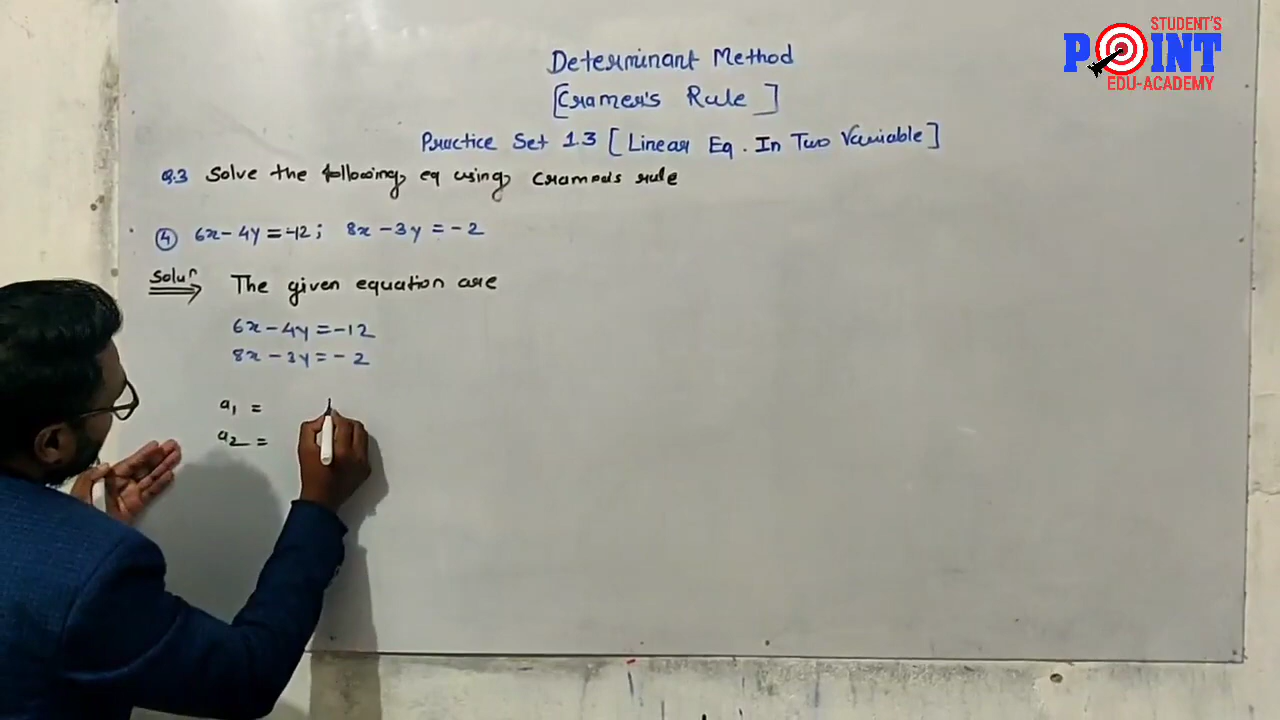 STUDENT'S
POINT
EDU-ACADEMY
Determinant Method
[Cramer's Rule]
Practice Set 1.3 [Linear Eq. In Two Variable]
Q.3 Solve the following eq using Cramods rule
④ 6x - 4y = -12 ; 8x - 3y = - 2
Soluⁿ The given equation are
6x - 4y = -12
8x - 3y = - 2
a₁ =
a₂ =